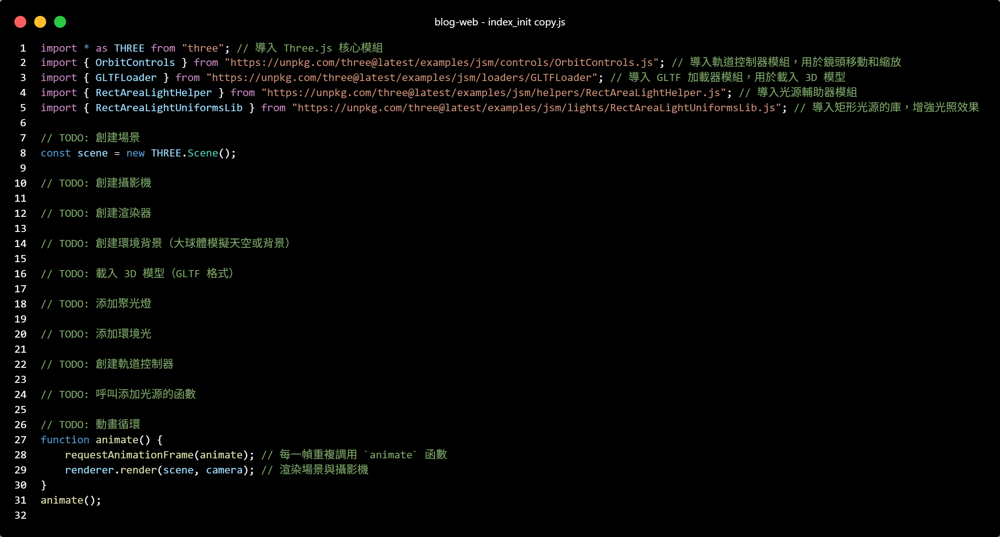 blog-web - index_init copy.js
1 import * as THREE from "three"; // 導入 Three.js 核心模組
2 import { OrbitControls } from "https://unpkg.com/three@latest/examples/jsm/controls/OrbitControls.js"; // 導入軌道控制器模組，用於鏡頭移動和縮放
3 import { GLTFLoader } from "https://unpkg.com/three@latest/examples/jsm/loaders/GLTFLoader"; // 導入 GLTF 加載器模組，用於載入 3D 模型
4 import { RectAreaLightHelper } from "https://unpkg.com/three@latest/examples/jsm/helpers/RectAreaLightHelper.js"; // 導入光源輔助器模組
5 import { RectAreaLightUniformsLib } from "https://unpkg.com/three@latest/examples/jsm/lights/RectAreaLightUniformsLib.js"; // 導入矩形光源的庫，增強光照效果
6
7 // TODO: 創建場景
8 const scene = new THREE.Scene();
9
10 // TODO: 創建攝影機
11
12 // TODO: 創建渲染器
13
14 // TODO: 創建環境背景（大球體模擬天空或背景）
15
16 // TODO: 載入 3D 模型（GLTF 格式）
17
18 // TODO: 添加聚光燈
19
20 // TODO: 添加環境光
21
22 // TODO: 創建軌道控制器
23
24 // TODO: 呼叫添加光源的函數
25
26 // TODO: 動畫循環
27 function animate() {
28     requestAnimationFrame(animate); // 每一幀重複調用 `animate` 函數
29     renderer.render(scene, camera); // 渲染場景與攝影機
30 }
31 animate();
32